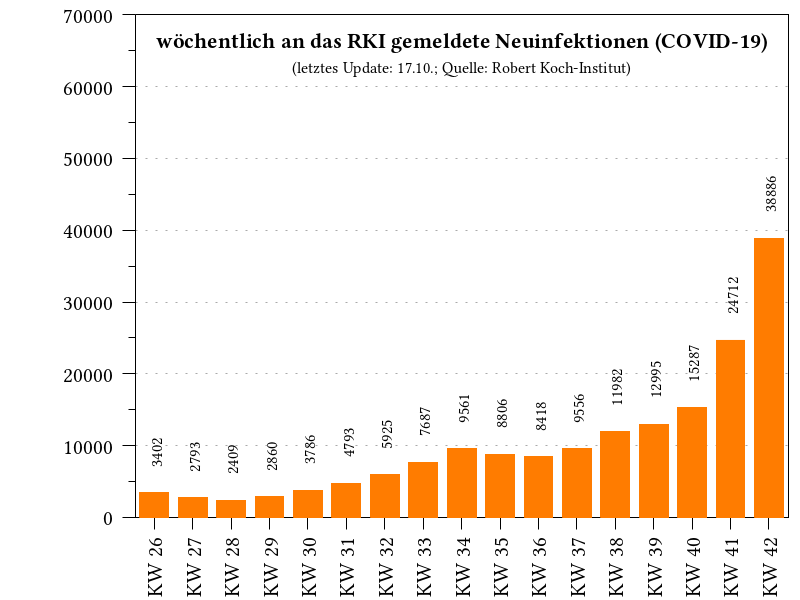 wöchentlich an das RKI gemeldete Neuinfektionen (COVID-19)
(letztes Update: 17.10.; Quelle: Robert Koch-Institut)
70000
60000
50000
40000
30000
20000
10000
0
3402
2793
2409
2860
3786
4793
5925
7687
9561
8806
8418
9556
11982
12995
15287
24712
38886
KW 26
KW 27
KW 28
KW 29
KW 30
KW 31
KW 32
KW 33
KW 34
KW 35
KW 36
KW 37
KW 38
KW 39
KW 40
KW 41
KW 42